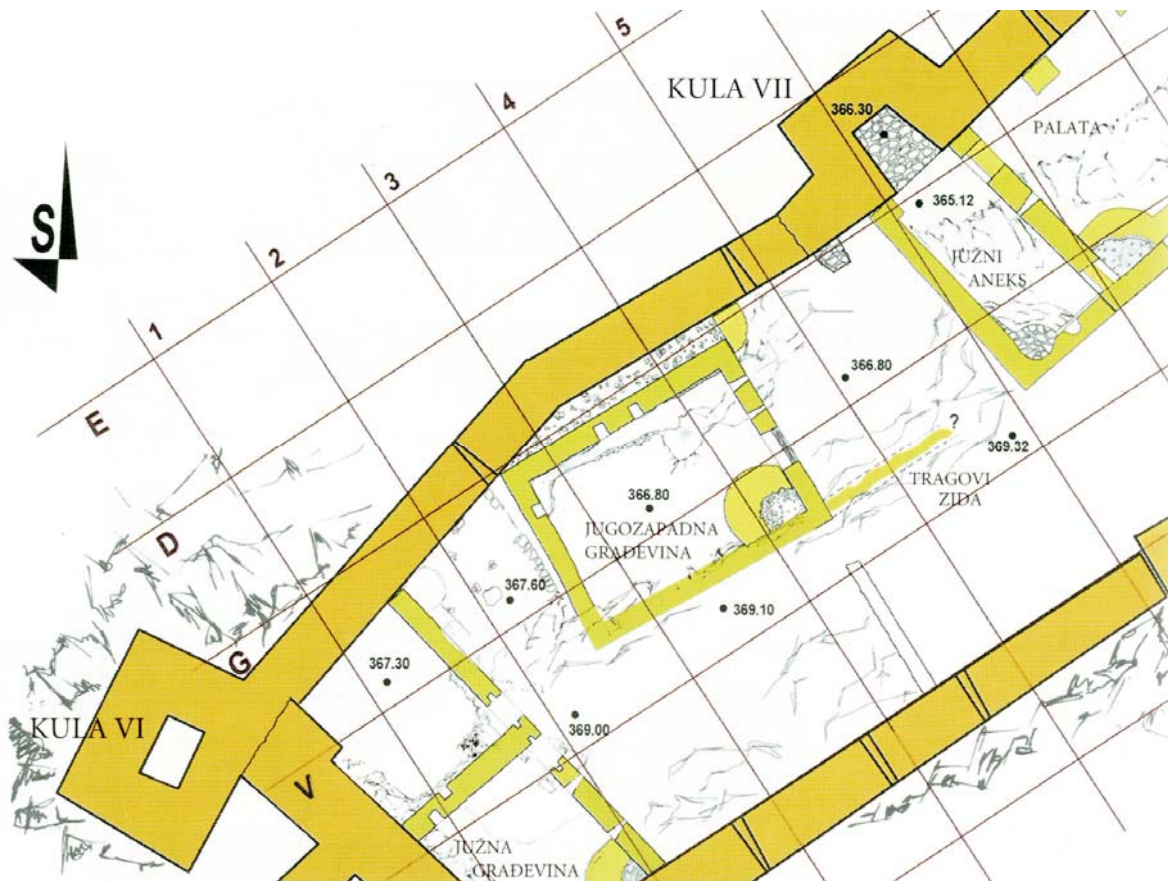 5
KULA VII
4
366.30
PALATA
3
365.12
S
2
JUŽNI
ANEKS
1
366.80
E
?
369.32
TRAGOVI
ZIDA
366.80
JUGOZAPADNA
GRAĐEVINA
D
367.60
369.10
G
367.30
KULA VI
369.00
V
JUŽNA
GRAĐEVINA